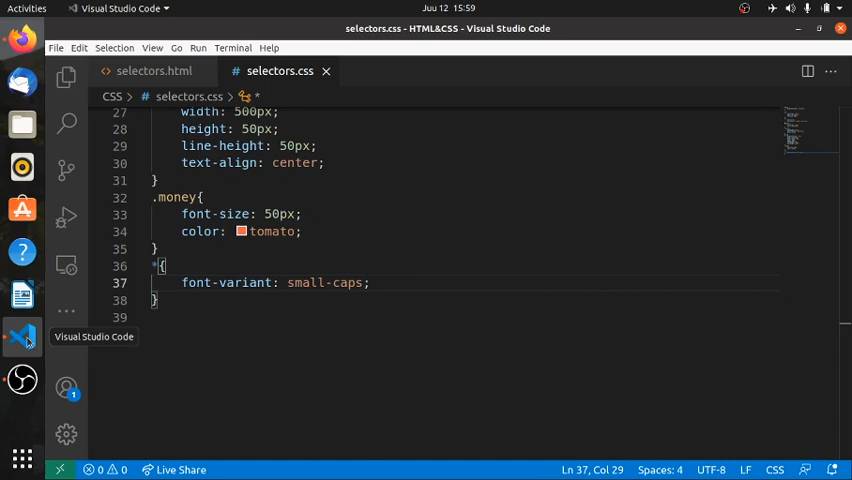 Activities
Visual Studio Code
Juu 12 15:59
selectors.css - HTML&CSS - Visual Studio Code
File Edit Selection View Go Run Terminal Help
selectors.html
selectors.css
CSS > selectors.css > *
27 width: 500px;
28 height: 50px;
29 line-height: 50px;
30 text-align: center;
31 }
32 .money{
33 font-size: 50px;
34 color: tomato;
35 }
36 *{
37 font-variant: small-caps;
38 }
39
Visual Studio Code
1
0 0 Live Share Ln 37, Col 29 Spaces: 4 UTF-8 LF CSS